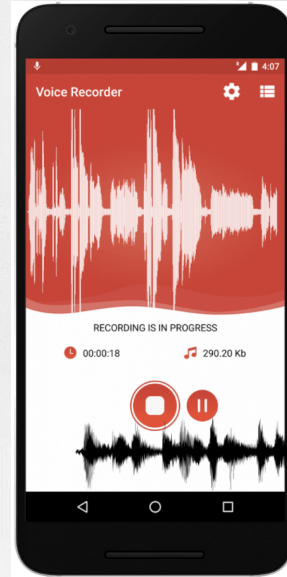 4:07
Voice Recorder
RECORDING IS IN PROGRESS
00:00:18 290.20 Kb